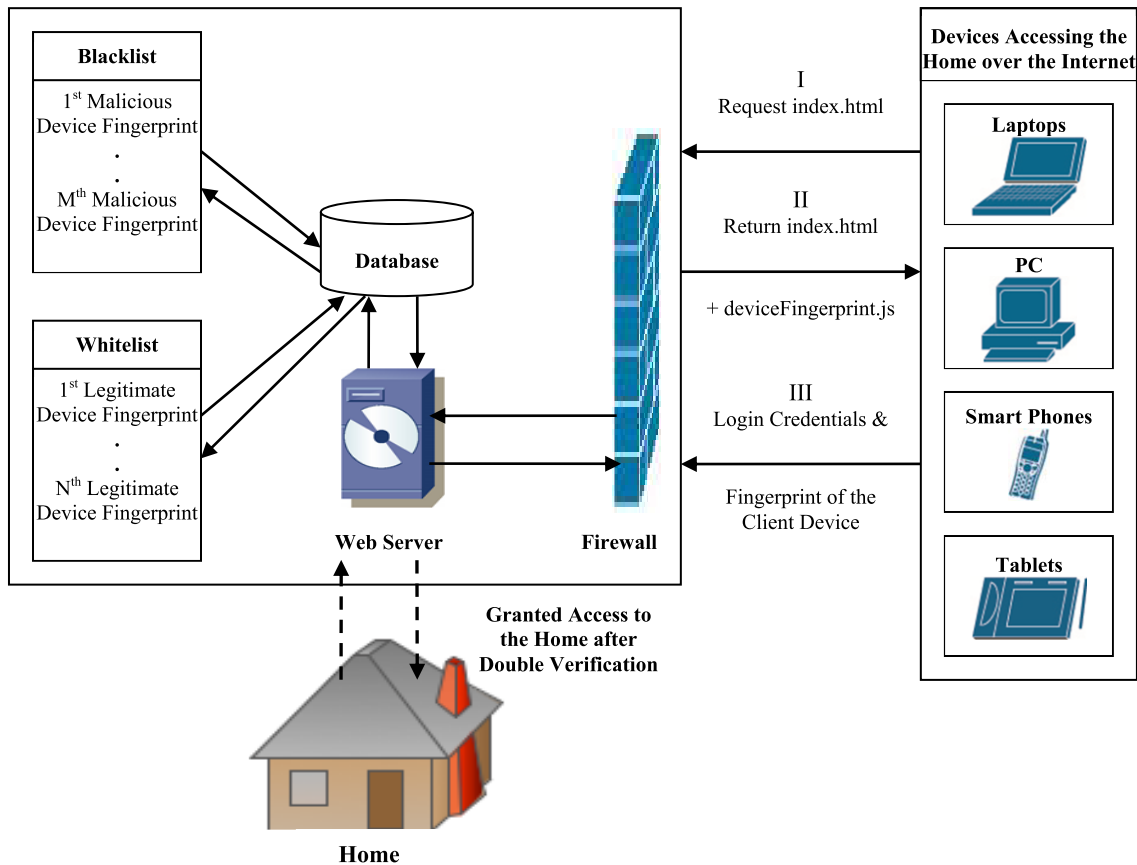 Blacklist
1st Malicious
Device Fingerprint
.
.
Mth Malicious
Device Fingerprint
Whitelist
1st Legitimate
Device Fingerprint
.
.
Nth Legitimate
Device Fingerprint
Database
Web Server
Firewall
I
Request index.html
II
Return index.html
+ deviceFingerprint.js
III
Login Credentials &
Fingerprint of the
Client Device
Devices Accessing the
Home over the Internet
Laptops
PC
Smart Phones
Tablets
Granted Access to
the Home after
Double Verification
Home